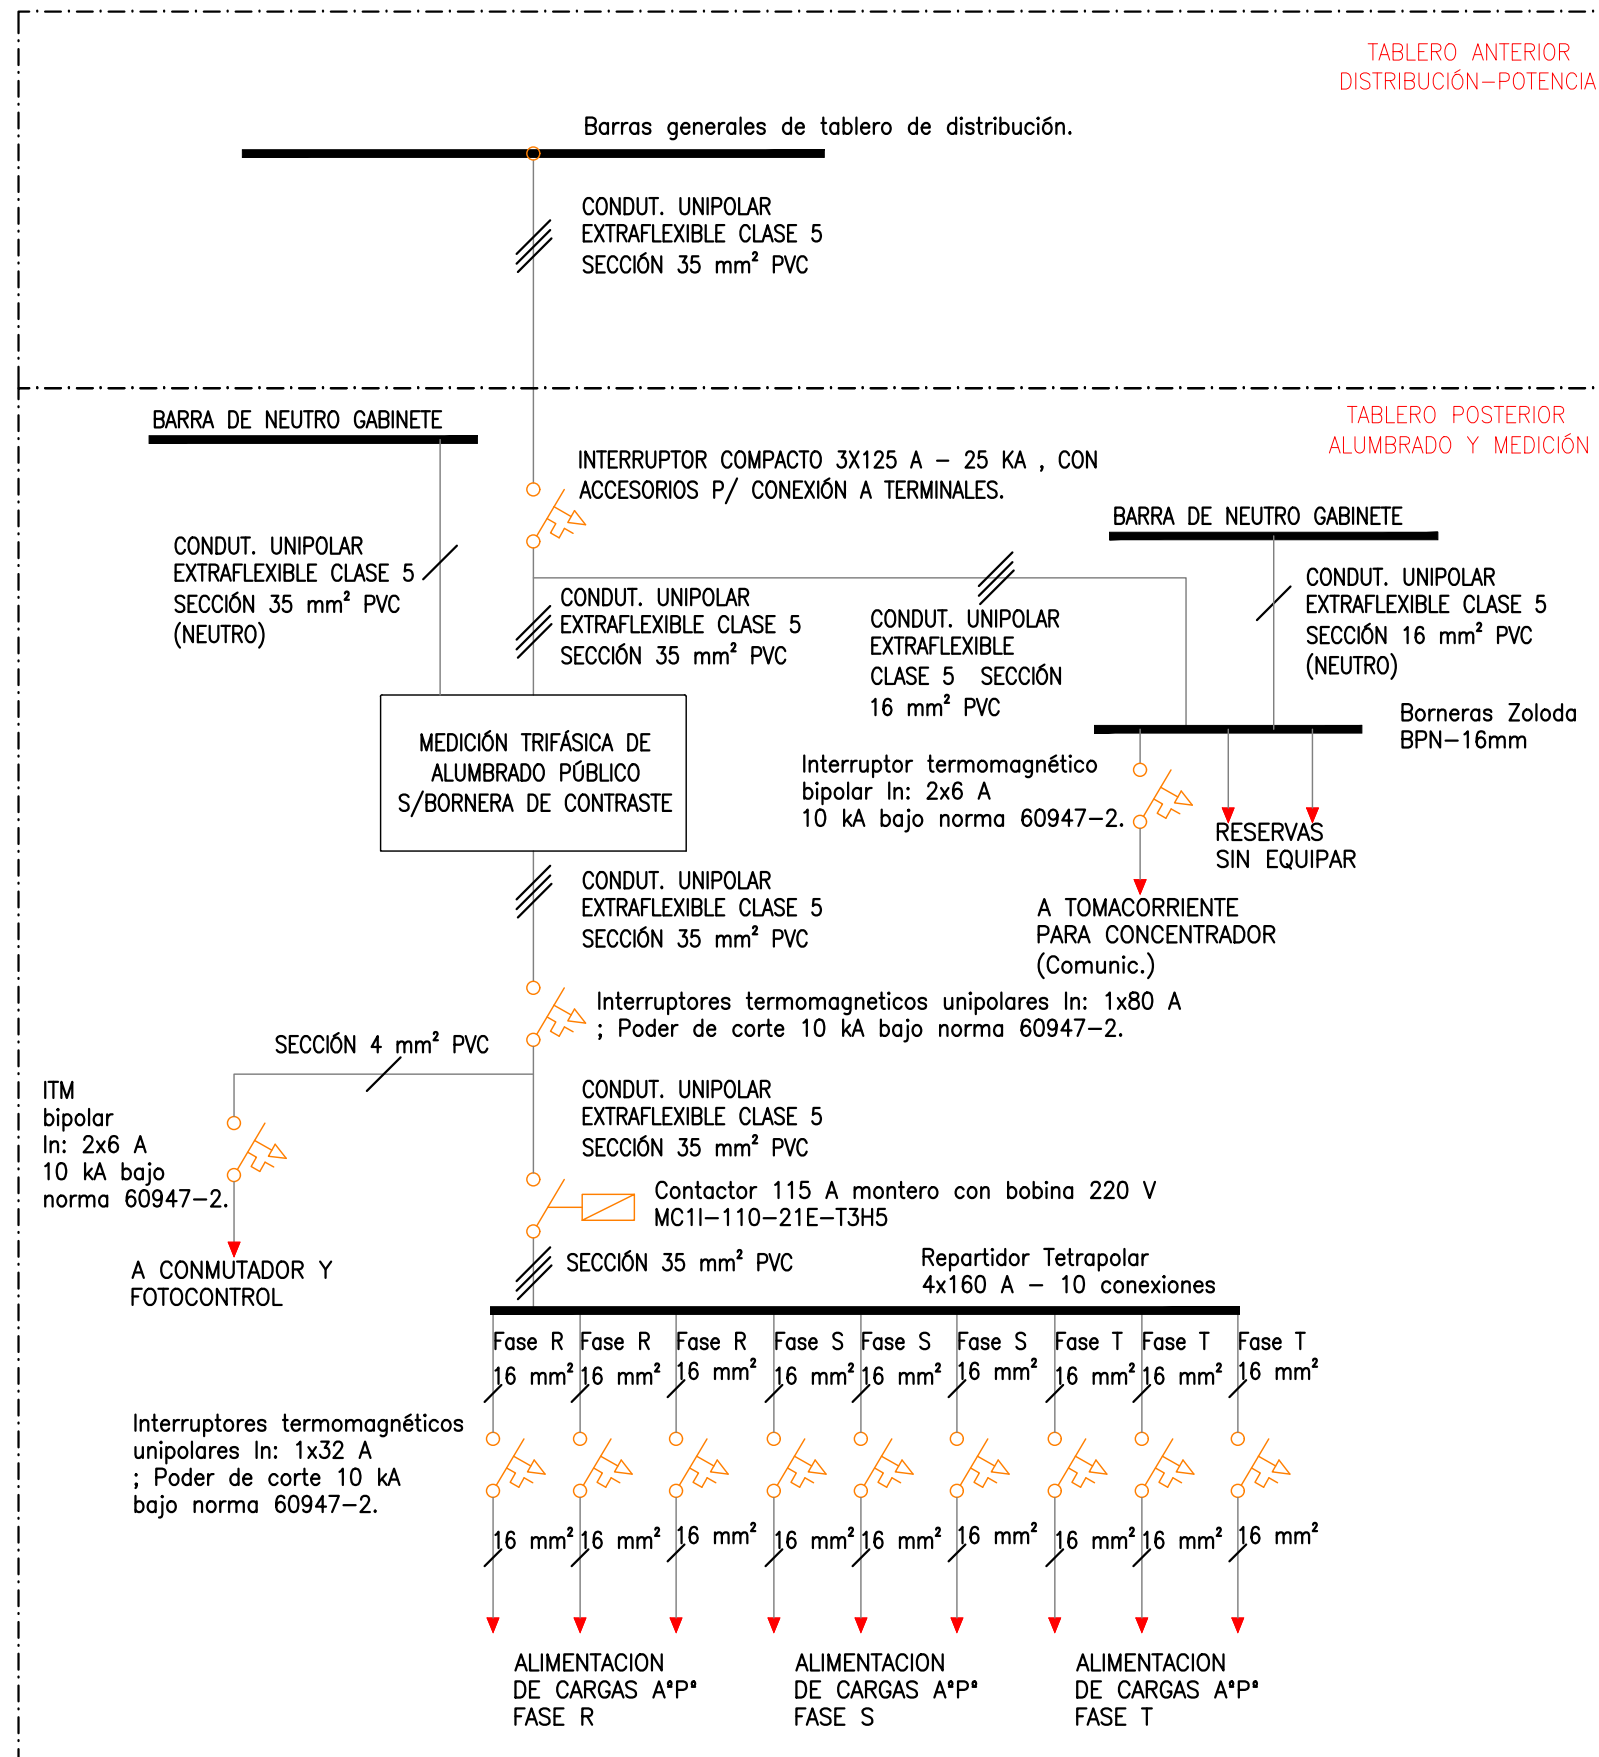 TABLERO ANTERIOR
DISTRIBUCIÓN-POTENCIA
Barras generales de tablero de distribución.
CONDUT. UNIPOLAR
EXTRAFLEXIBLE CLASE 5
SECCIÓN 35 mm² PVC
TABLERO POSTERIOR
ALUMBRADO Y MEDICIÓN
BARRA DE NEUTRO GABINETE
INTERRUPTOR COMPACTO 3X125 A - 25 KA , CON
ACCESORIOS P/ CONEXIÓN A TERMINALES.
BARRA DE NEUTRO GABINETE
CONDUT. UNIPOLAR
EXTRAFLEXIBLE CLASE 5
SECCIÓN 35 mm² PVC
(NEUTRO)
CONDUT. UNIPOLAR
EXTRAFLEXIBLE CLASE 5
SECCIÓN 35 mm² PVC
CONDUT. UNIPOLAR
EXTRAFLEXIBLE
CLASE 5 SECCIÓN
16 mm² PVC
CONDUT. UNIPOLAR
EXTRAFLEXIBLE CLASE 5
SECCIÓN 16 mm² PVC
(NEUTRO)
Borneras Zoloda
BPN-16mm
MEDICIÓN TRIFÁSICA DE
ALUMBRADO PÚBLICO
S/BORNERA DE CONTRASTE
Interruptor termomagnético
bipolar In: 2x6 A
10 kA bajo norma 60947-2.
RESERVAS
SIN EQUIPAR
A TOMACORRIENTE
PARA CONCENTRADOR
(Comunic.)
CONDUT. UNIPOLAR
EXTRAFLEXIBLE CLASE 5
SECCIÓN 35 mm² PVC
Interruptores termomagneticos unipolares In: 1x80 A
; Poder de corte 10 kA bajo norma 60947-2.
SECCIÓN 4 mm² PVC
ITM
bipolar
In: 2x6 A
10 kA bajo
norma 60947-2.
A CONMUTADOR Y
FOTOCONTROL
CONDUT. UNIPOLAR
EXTRAFLEXIBLE CLASE 5
SECCIÓN 35 mm² PVC
Contactor 115 A montero con bobina 220 V
MC1I-110-21E-T3H5
SECCIÓN 35 mm² PVC
Repartidor Tetrapolar
4x160 A - 10 conexiones
Fase R Fase R Fase R Fase S Fase S Fase S Fase T Fase T Fase T
16 mm² 16 mm² 16 mm² 16 mm² 16 mm² 16 mm² 16 mm² 16 mm² 16 mm²
Interruptores termomagnéticos
unipolares In: 1x32 A
; Poder de corte 10 kA
bajo norma 60947-2.
16 mm² 16 mm² 16 mm² 16 mm² 16 mm² 16 mm² 16 mm² 16 mm² 16 mm²
ALIMENTACION
DE CARGAS AªPª
FASE R
ALIMENTACION
DE CARGAS AªPª
FASE S
ALIMENTACION
DE CARGAS AªPª
FASE T